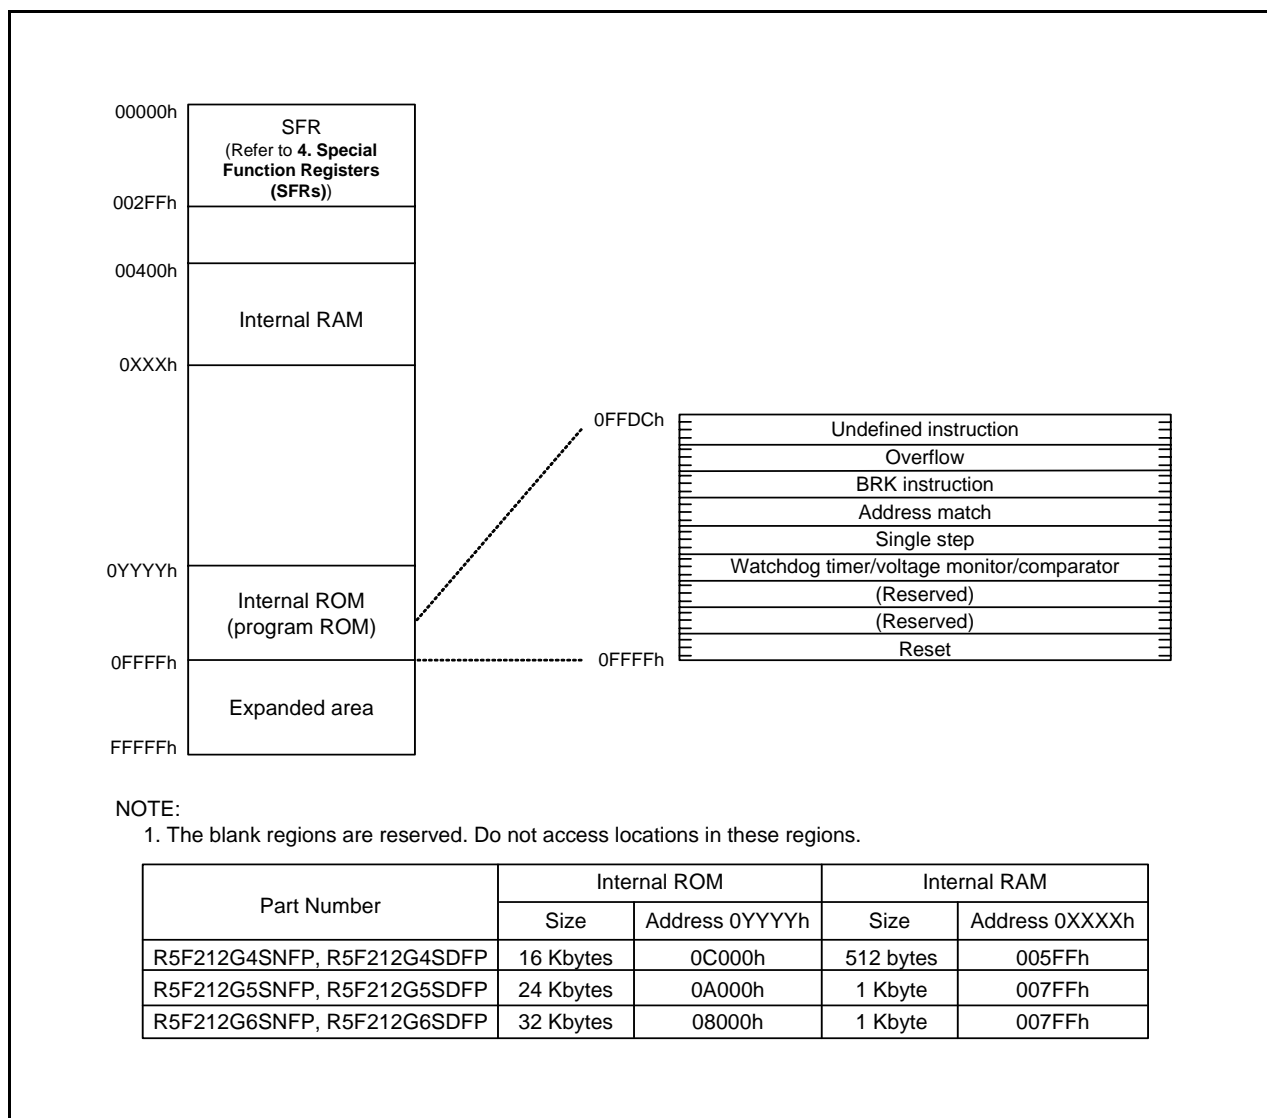 00000h
SFR
(Refer to 4. Special
Function Registers
(SFRs))
002FFh
00400h
Internal RAM
0XXXh
0FFDCh
Undefined instruction
Overflow
BRK instruction
Address match
Single step
Watchdog timer/voltage monitor/comparator
(Reserved)
(Reserved)
Reset
0YYYYh
Internal ROM
(program ROM)
0FFFFh
0FFFFh
Expanded area
FFFFFh
NOTE:
1. The blank regions are reserved. Do not access locations in these regions.
Part Number Internal ROM Internal RAM
Size Address 0YYYYh Size Address 0XXXXh
R5F212G4SNFP, R5F212G4SDFP 16 Kbytes 0C000h 512 bytes 005FFh
R5F212G5SNFP, R5F212G5SDFP 24 Kbytes 0A000h 1 Kbyte 007FFh
R5F212G6SNFP, R5F212G6SDFP 32 Kbytes 08000h 1 Kbyte 007FFh